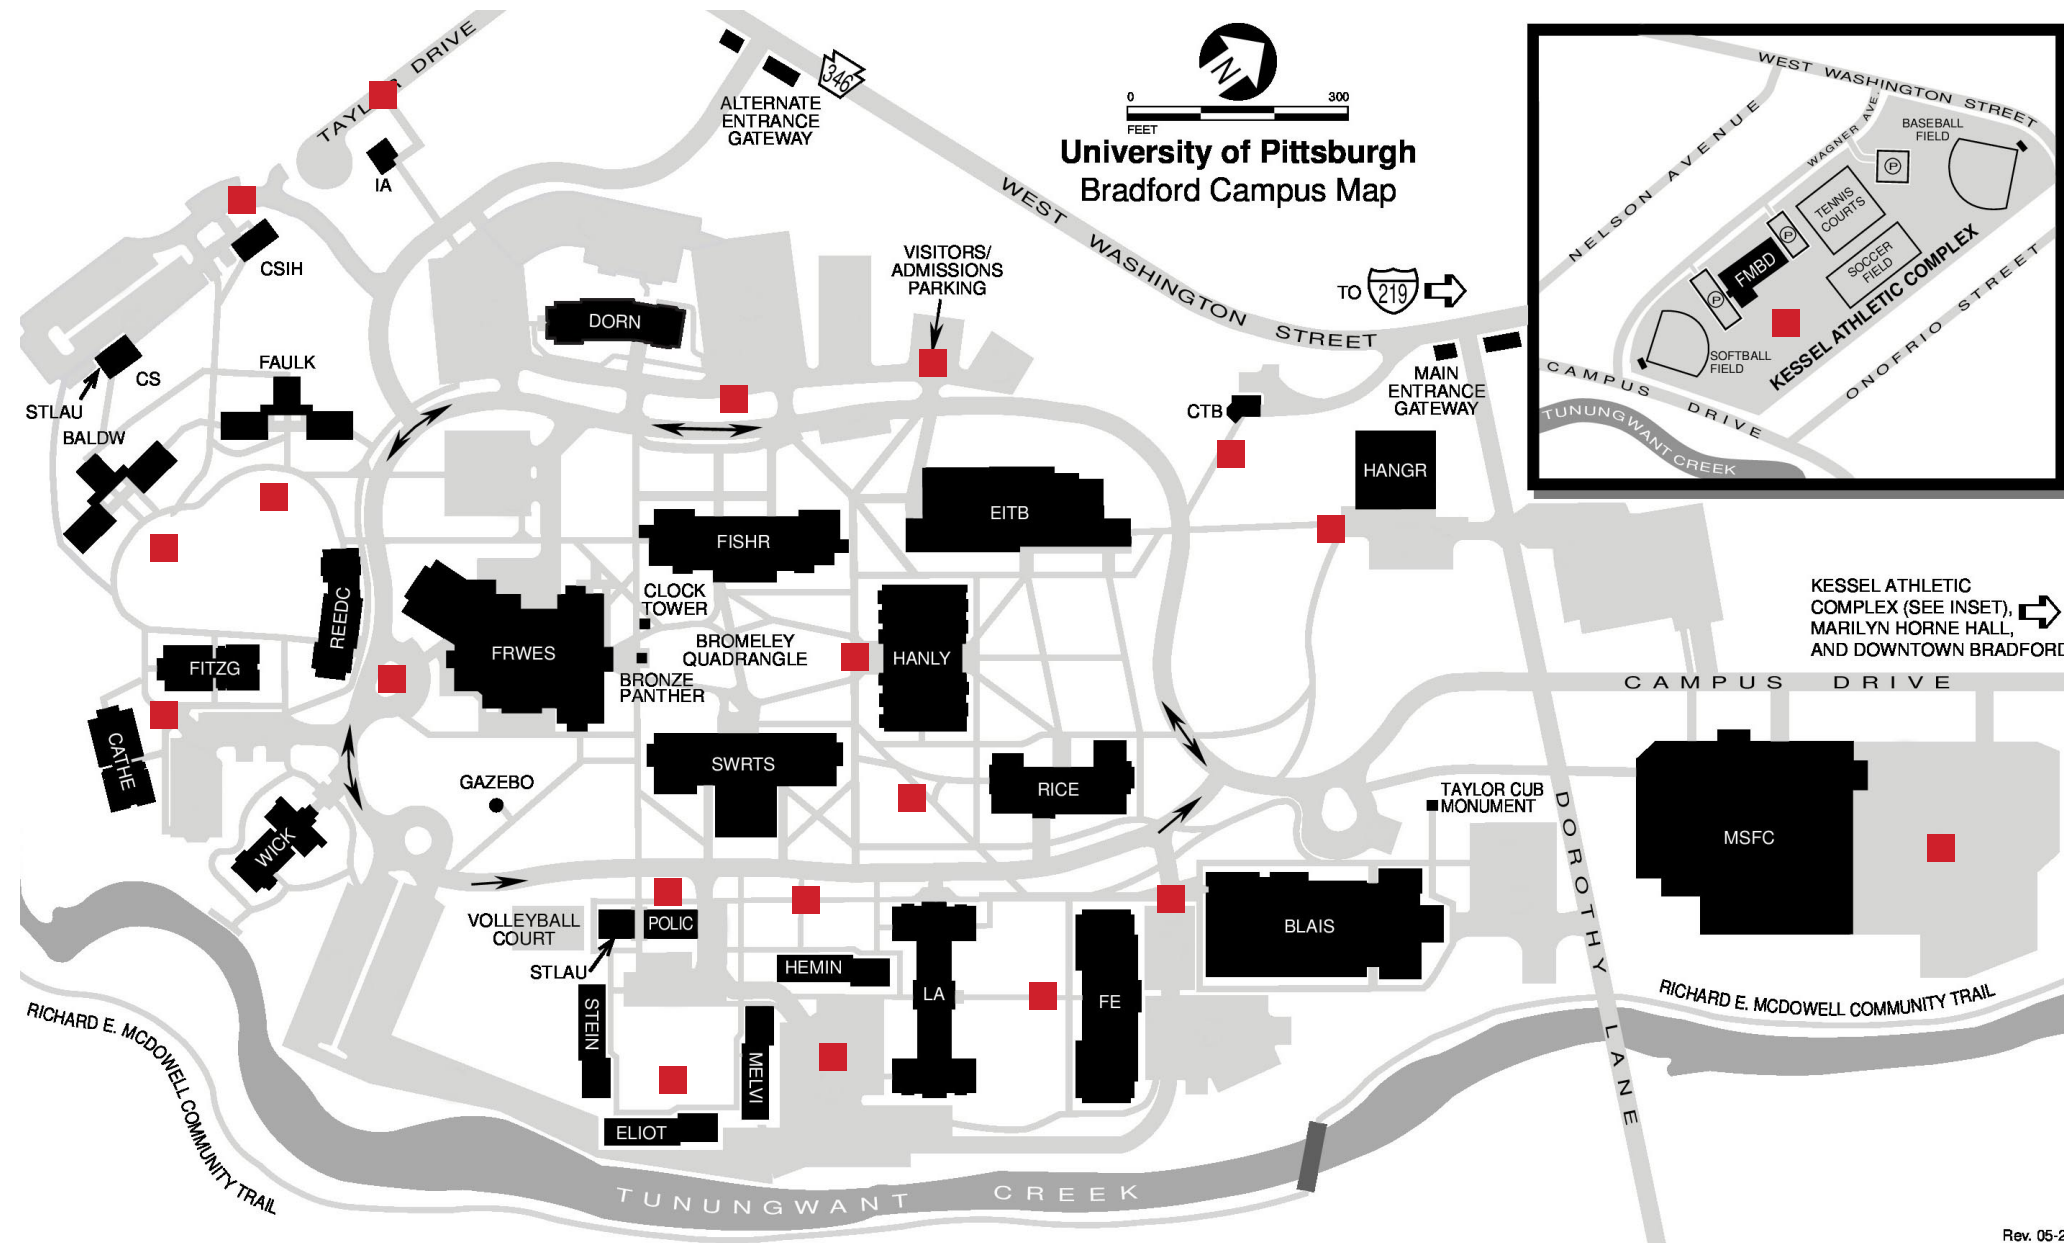 TAYLOR DRIVE
346
ALTERNATE
ENTRANCE
GATEWAY
N
0 300
FEET
University of Pittsburgh
Bradford Campus Map
WEST WASHINGTON STREET
WEST WASHINGTON STREET
NELSON AVENUE
WAGNER AVE.
BASEBALL
FIELD
P
TENNIS
COURTS
P
SOCCER
FIELD
FMBD
P
KESSEL ATHLETIC COMPLEX
ONOFRIO STREET
SOFTBALL
FIELD
CAMPUS DRIVE
TUNUNGWANT CREEK
IA
CSIH
VISITORS/
ADMISSIONS
PARKING
TO 219
DORN
MAIN
ENTRANCE
GATEWAY
CTB
FAULK
CS
STLAU
BALDW
HANGR
EITB
FISHR
REEDC
CLOCK
TOWER
BROMELEY
QUADRANGLE
FRWES
HANLY
BRONZE
PANTHER
FITZG
KESSEL ATHLETIC
COMPLEX (SEE INSET),
MARILYN HORNE HALL,
AND DOWNTOWN BRADFORD
CAMPUS DRIVE
CATHE
SWRTS
GAZEBO
RICE
TAYLOR CUB
MONUMENT
WICK
MSFC
DOROTHY LANE
VOLLEYBALL
COURT
POLIC
STLAU
BLAIS
HEMIN
LA
FE
STEIN
MELVI
ELIOT
RICHARD E. MCDOWELL COMMUNITY TRAIL
RICHARD E. MCDOWELL COMMUNITY TRAIL
TUNUNGWANT CREEK
Rev. 05-2